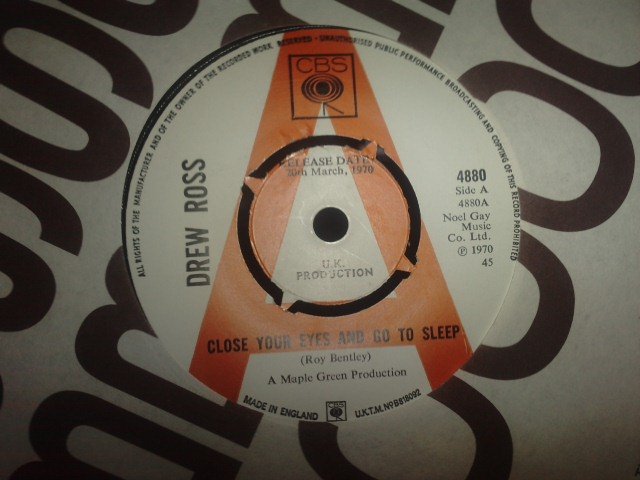 ALL RIGHTS OF THE MANUFACTURER AND OF THE OWNER OF THE RECORDED WORK RESERVED - UNAUTHORISED PUBLIC PERFORMANCE BROADCASTING AND COPYING OF THIS RECORD PROHIBITED
CBS
A
DREW ROSS
RELEASE DATE
20th March, 1970
4880
Side A
4880A
Noel Gay
Music
Co. Ltd.
℗ 1970
45
U.K.
PRODUCTION
CLOSE YOUR EYES AND GO TO SLEEP
(Roy Bentley)
A Maple Green Production
MADE IN ENGLAND
CBS
U.K.T.M. No B818092